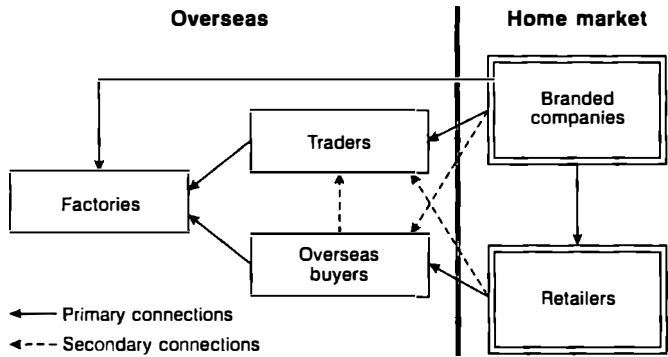 Overseas
Home market
Branded
companies
Traders
Factories
Overseas
buyers
Retailers
Primary connections
Secondary connections